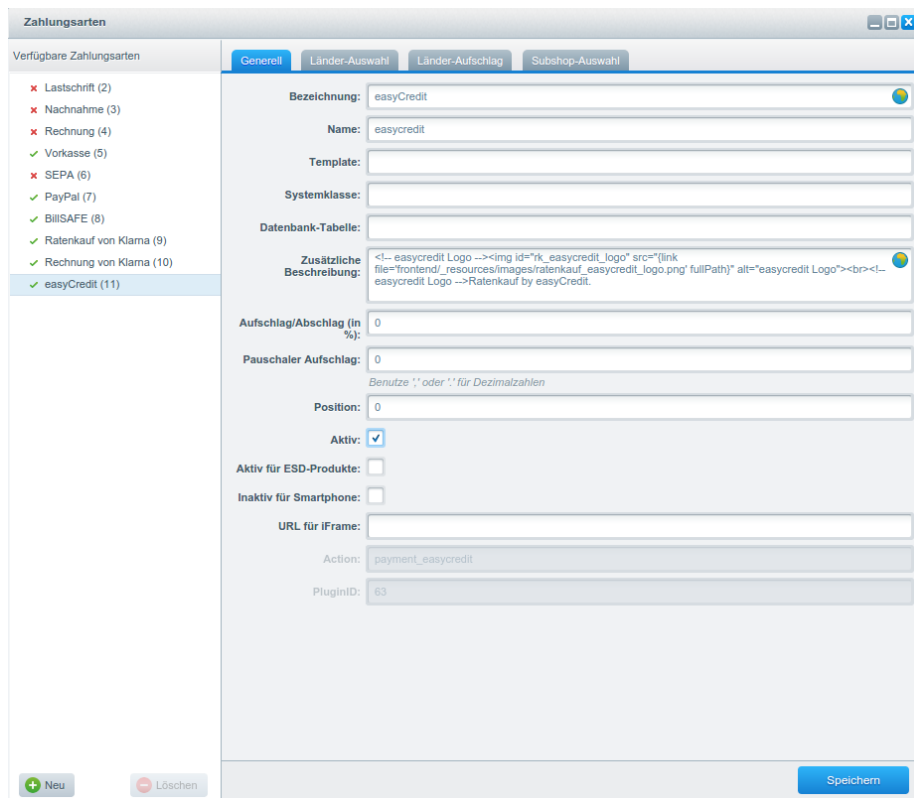 Zahlungsarten
Verfügbare Zahlungsarten
Lastschrift (2)
Nachnahme (3)
Rechnung (4)
Vorkasse (5)
SEPA (6)
PayPal (7)
BillSAFE (8)
Ratenkauf von Klarna (9)
Rechnung von Klarna (10)
easyCredit (11)
Neu
Löschen
Generell
Länder-Auswahl
Länder-Aufschlag
Subshop-Auswahl
Bezeichnung: easyCredit
Name: easycredit
Template:
Systemklasse:
Datenbank-Tabelle:
Zusätzliche
Beschreibung:
<!-- easycredit Logo --><img id="rk_easycredit_logo" src="{link
file='frontend/_resources/images/ratenkauf_easycredit_logo.png' fullPath}" alt="easycredit Logo"><br><!--
easycredit Logo -->Ratenkauf by easyCredit.
Aufschlag/Abschlag (in
%): 0
Pauschaler Aufschlag: 0
Benutze ',' oder '.' für Dezimalzahlen
Position: 0
Aktiv:
Aktiv für ESD-Produkte:
Inaktiv für Smartphone:
URL für iFrame:
Action: payment_easycredit
PluginID: 63
Speichern